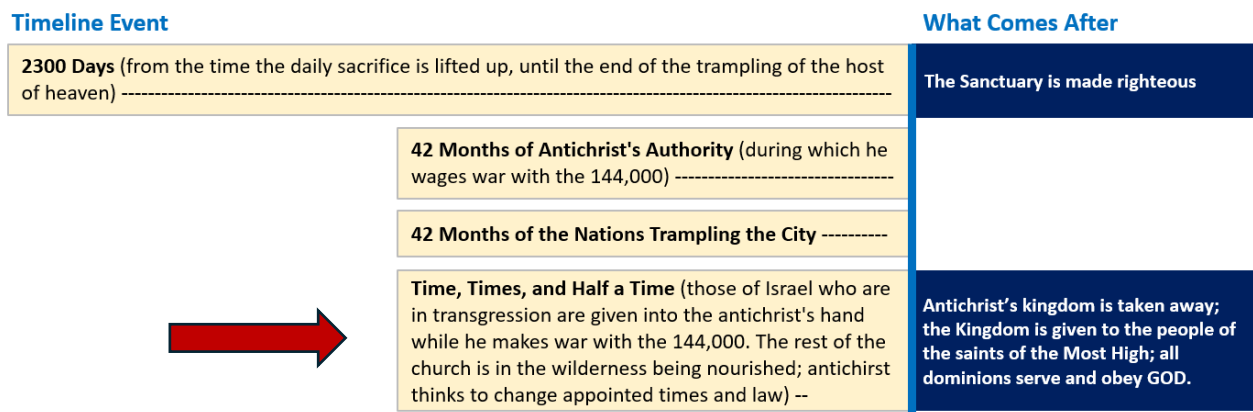 Timeline Event
What Comes After
2300 Days (from the time the daily sacrifice is lifted up, until the end of the trampling of the host
of heaven) ---------------------------------------------------------------------------------------------------------------------
The Sanctuary is made righteous
42 Months of Antichrist's Authority (during which he
wages war with the 144,000) ---------------------------------
42 Months of the Nations Trampling the City ----------
Time, Times, and Half a Time (those of Israel who are
in transgression are given into the antichrist's hand
while he makes war with the 144,000. The rest of the
church is in the wilderness being nourished; antichirst
thinks to change appointed times and law) --
Antichrist’s kingdom is taken away;
the Kingdom is given to the people of
the saints of the Most High; all
dominions serve and obey GOD.